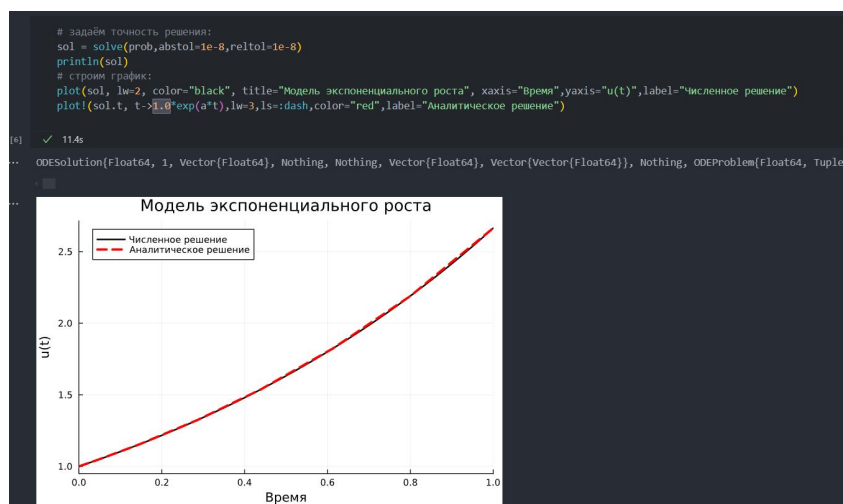 # задаём точность решения:
sol = solve(prob,abstol=1e-8,reltol=1e-8)
println(sol)
# строим график:
plot(sol, lw=2, color="black", title="Модель экспоненциального роста", xaxis="Время",yaxis="u(t)",label="Численное решение")
plot!(sol.t, t->1.0*exp(a*t),lw=3,ls=:dash,color="red",label="Аналитическое решение")
[6] ✓ 11.4s
... ODESolution{Float64, 1, Vector{Float64}, Nothing, Nothing, Vector{Float64}, Vector{Vector{Float64}}, Nothing, ODEProblem{Float64, Tuple
...
Модель экспоненциального роста
Численное решение
Аналитическое решение
2.5
2.0
1.5
1.0
u(t)
0.0 0.2 0.4 0.6 0.8 1.0
Время